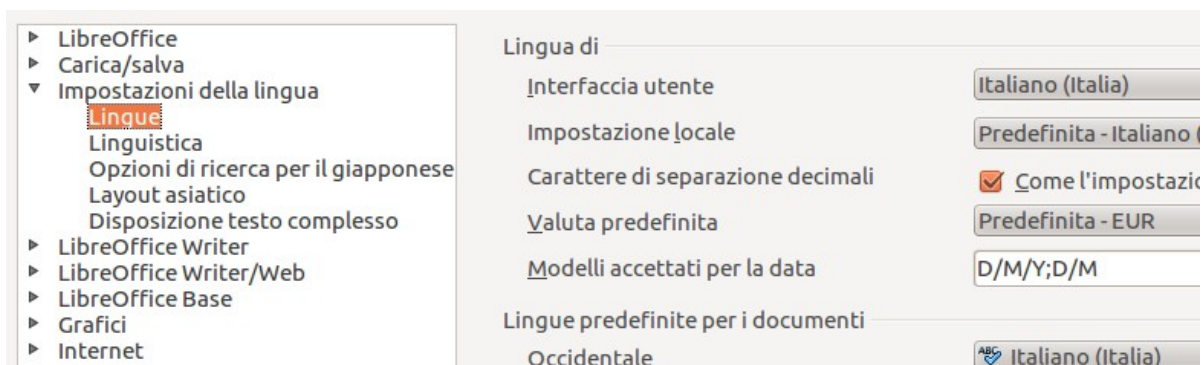 LibreOffice
Carica/salva
Impostazioni della lingua
Lingue
Linguistica
Opzioni di ricerca per il giapponese
Layout asiatico
Disposizione testo complesso
LibreOffice Writer
LibreOffice Writer/Web
LibreOffice Base
Grafici
Internet
Lingua di
Interfaccia utente Italiano (Italia)
Impostazione locale Predefinita - Italiano (
Carattere di separazione decimali Come l'impostazio
Valuta predefinita Predefinita - EUR
Modelli accettati per la data D/M/Y;D/M
Lingue predefinite per i documenti
Occidentale ABC Italiano (Italia)